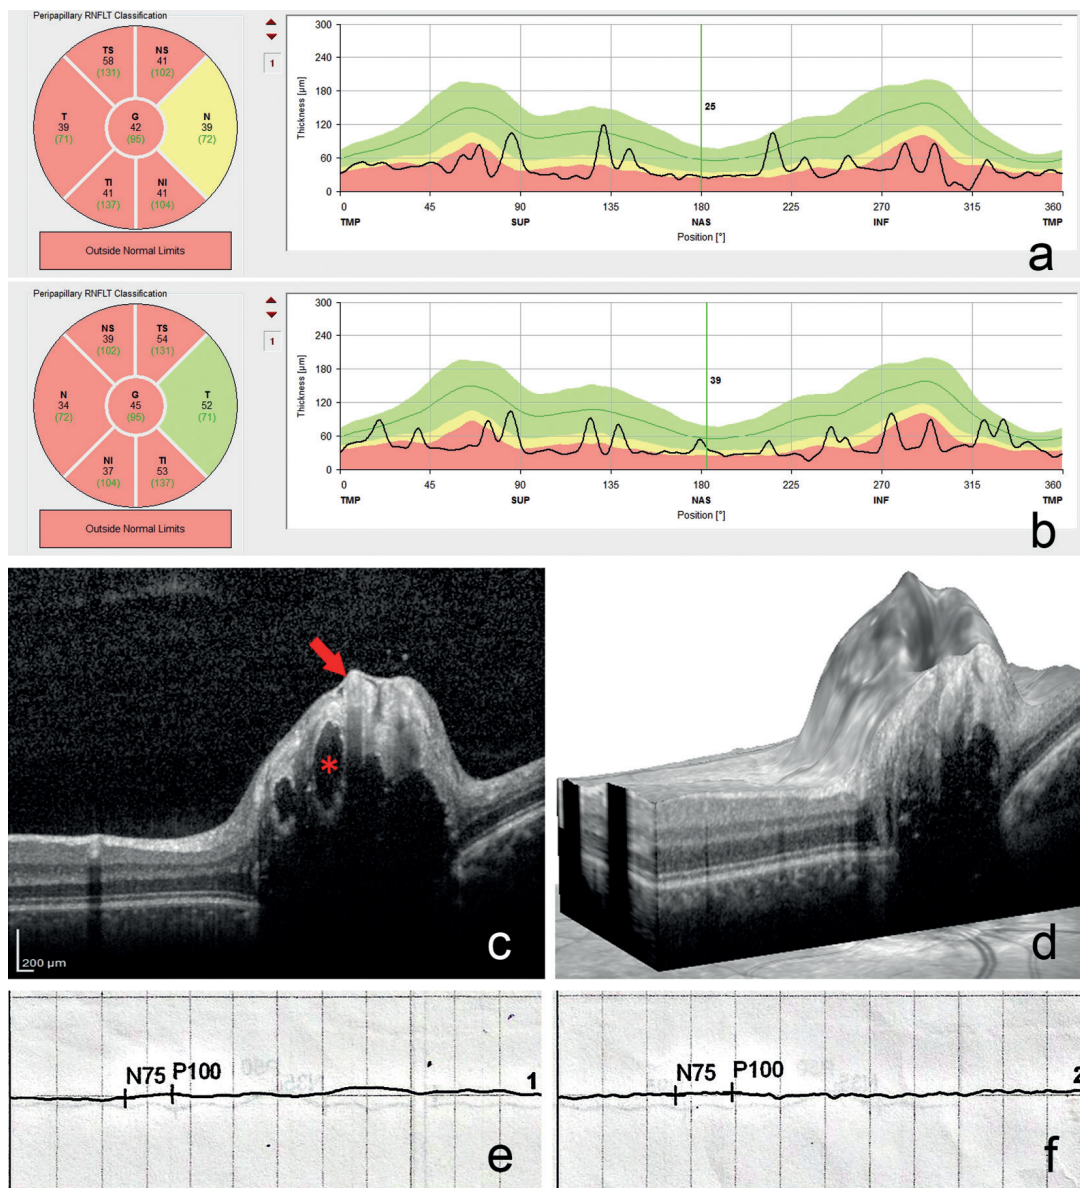 Peripapillary RNFLT Classification
TS
58
(131)
NS
41
(102)
T
39
(71)
G
42
(95)
N
39
(72)
TI
41
(137)
NI
41
(104)
Outside Normal Limits
1
Thickness [µm]
300
240
180
120
60
0
25
0 45 90 135 180 225 270 315 360
TMP SUP NAS INF TMP
Position [°]
a
Peripapillary RNFLT Classification
NS
39
(102)
TS
54
(131)
N
34
(72)
G
45
(95)
T
52
(71)
NI
37
(104)
TI
53
(137)
Outside Normal Limits
1
Thickness [µm]
300
240
180
120
60
0
39
0 45 90 135 180 225 270 315 360
TMP SUP NAS INF TMP
Position [°]
b
*
200 µm
c
d
N75 P100
1
e
N75 P100
2
f